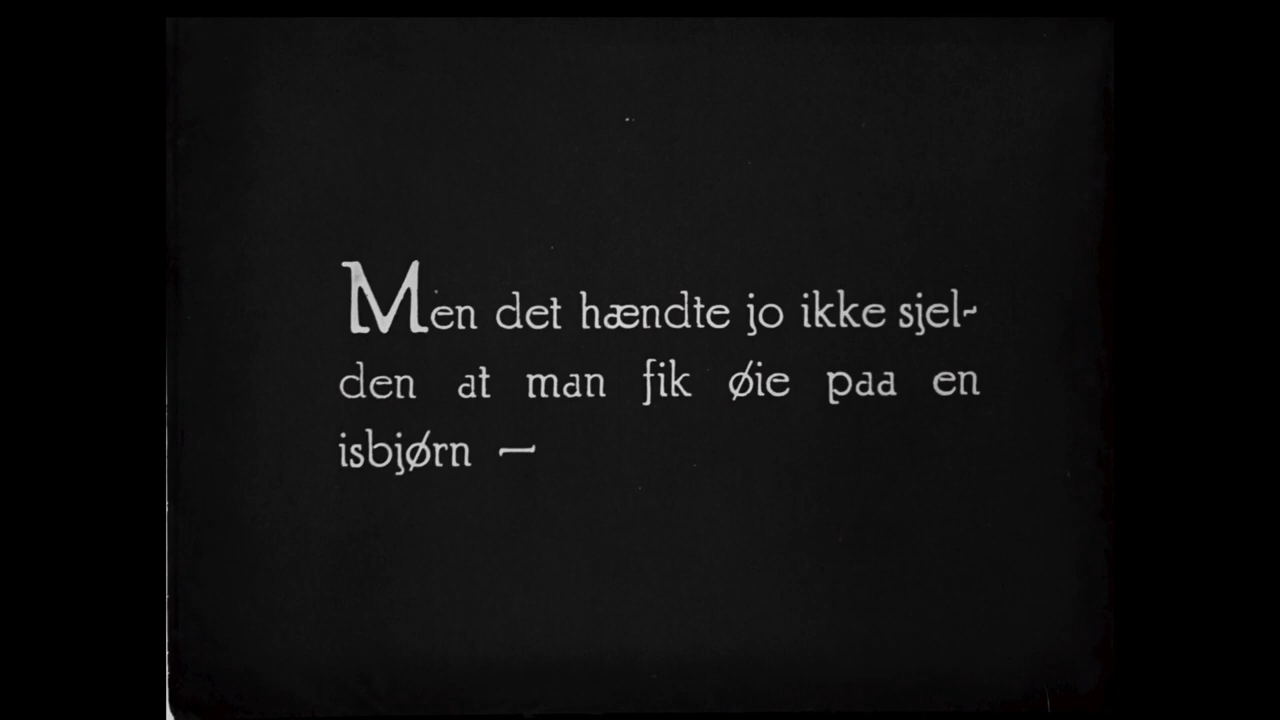 Men det hændte jo ikke sjel-
den at man fik øie paa en
isbjørn —